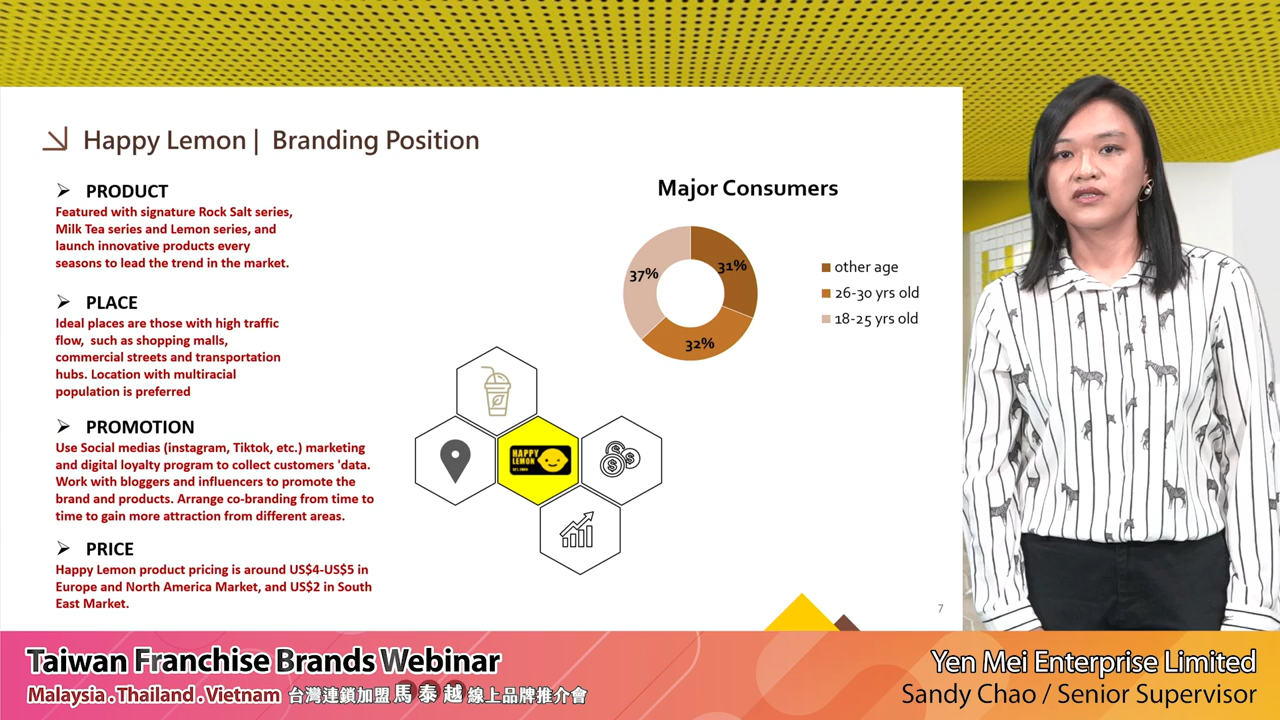 Happy Lemon | Branding Position
➢ PRODUCT
Featured with signature Rock Salt series,
Milk Tea series and Lemon series, and
launch innovative products every
seasons to lead the trend in the market.
➢ PLACE
Ideal places are those with high traffic
flow, such as shopping malls,
commercial streets and transportation
hubs. Location with multiracial
population is preferred
➢ PROMOTION
Use Social medias (instagram, Tiktok, etc.) marketing
and digital loyalty program to collect customers 'data.
Work with bloggers and influencers to promote the
brand and products. Arrange co-branding from time to
time to gain more attraction from different areas.
➢ PRICE
Happy Lemon product pricing is around US$4-US$5 in
Europe and North America Market, and US$2 in South
East Market.
Major Consumers
37%
31%
32%
other age
26-30 yrs old
18-25 yrs old
HAPPY
LEMON
7
Taiwan Franchise Brands Webinar
Malaysia . Thailand . Vietnam 台灣連鎖加盟馬泰越線上品牌推介會
Yen Mei Enterprise Limited
Sandy Chao / Senior Supervisor